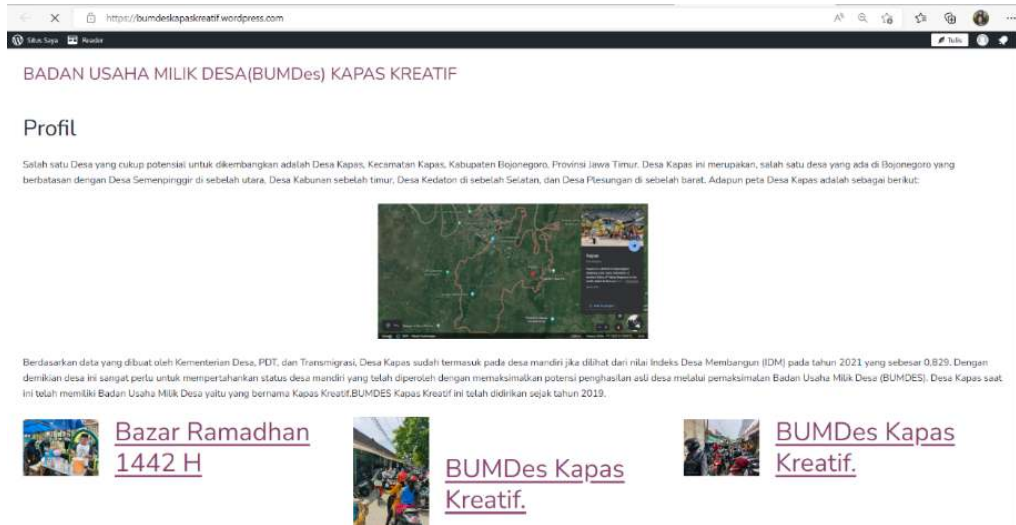 https://bumdeskapaskreatif.wordpress.com
Situs Saya Reader Tulis
BADAN USAHA MILIK DESA(BUMDes) KAPAS KREATIF
Profil
Salah satu Desa yang cukup potensial untuk dikembangkan adalah Desa Kapas, Kecamatan Kapas, Kabupaten Bojonegoro, Provinsi Jawa Timur. Desa Kapas ini merupakan, salah satu desa yang ada di Bojonegoro yang
berbatasan dengan Desa Semenpinggir di sebelah utara, Desa Kabunan sebelah timur, Desa Kedaton di sebelah Selatan, dan Desa Plesungan di sebelah barat. Adapun peta Desa Kapas adalah sebagai berikut:
Kapas
Berdasarkan data yang dibuat oleh Kementerian Desa, PDT, dan Transmigrasi, Desa Kapas sudah termasuk pada desa mandiri jika dilihat dari nilai Indeks Desa Membangun (IDM) pada tahun 2021 yang sebesar 0,829. Dengan
demikian desa ini sangat perlu untuk mempertahankan status desa mandiri yang telah diperoleh dengan memaksimalkan potensi penghasilan asli desa melalui pemaksimalan Badan Usaha Milik Desa (BUMDES). Desa Kapas saat
ini telah memiliki Badan Usaha Milik Desa yaitu yang bernama Kapas Kreatif,BUMDES Kapas Kreatif ini telah didirikan sejak tahun 2019.
Bazar Ramadhan
1442 H
BUMDes Kapas
Kreatif.
BUMDes Kapas
Kreatif.